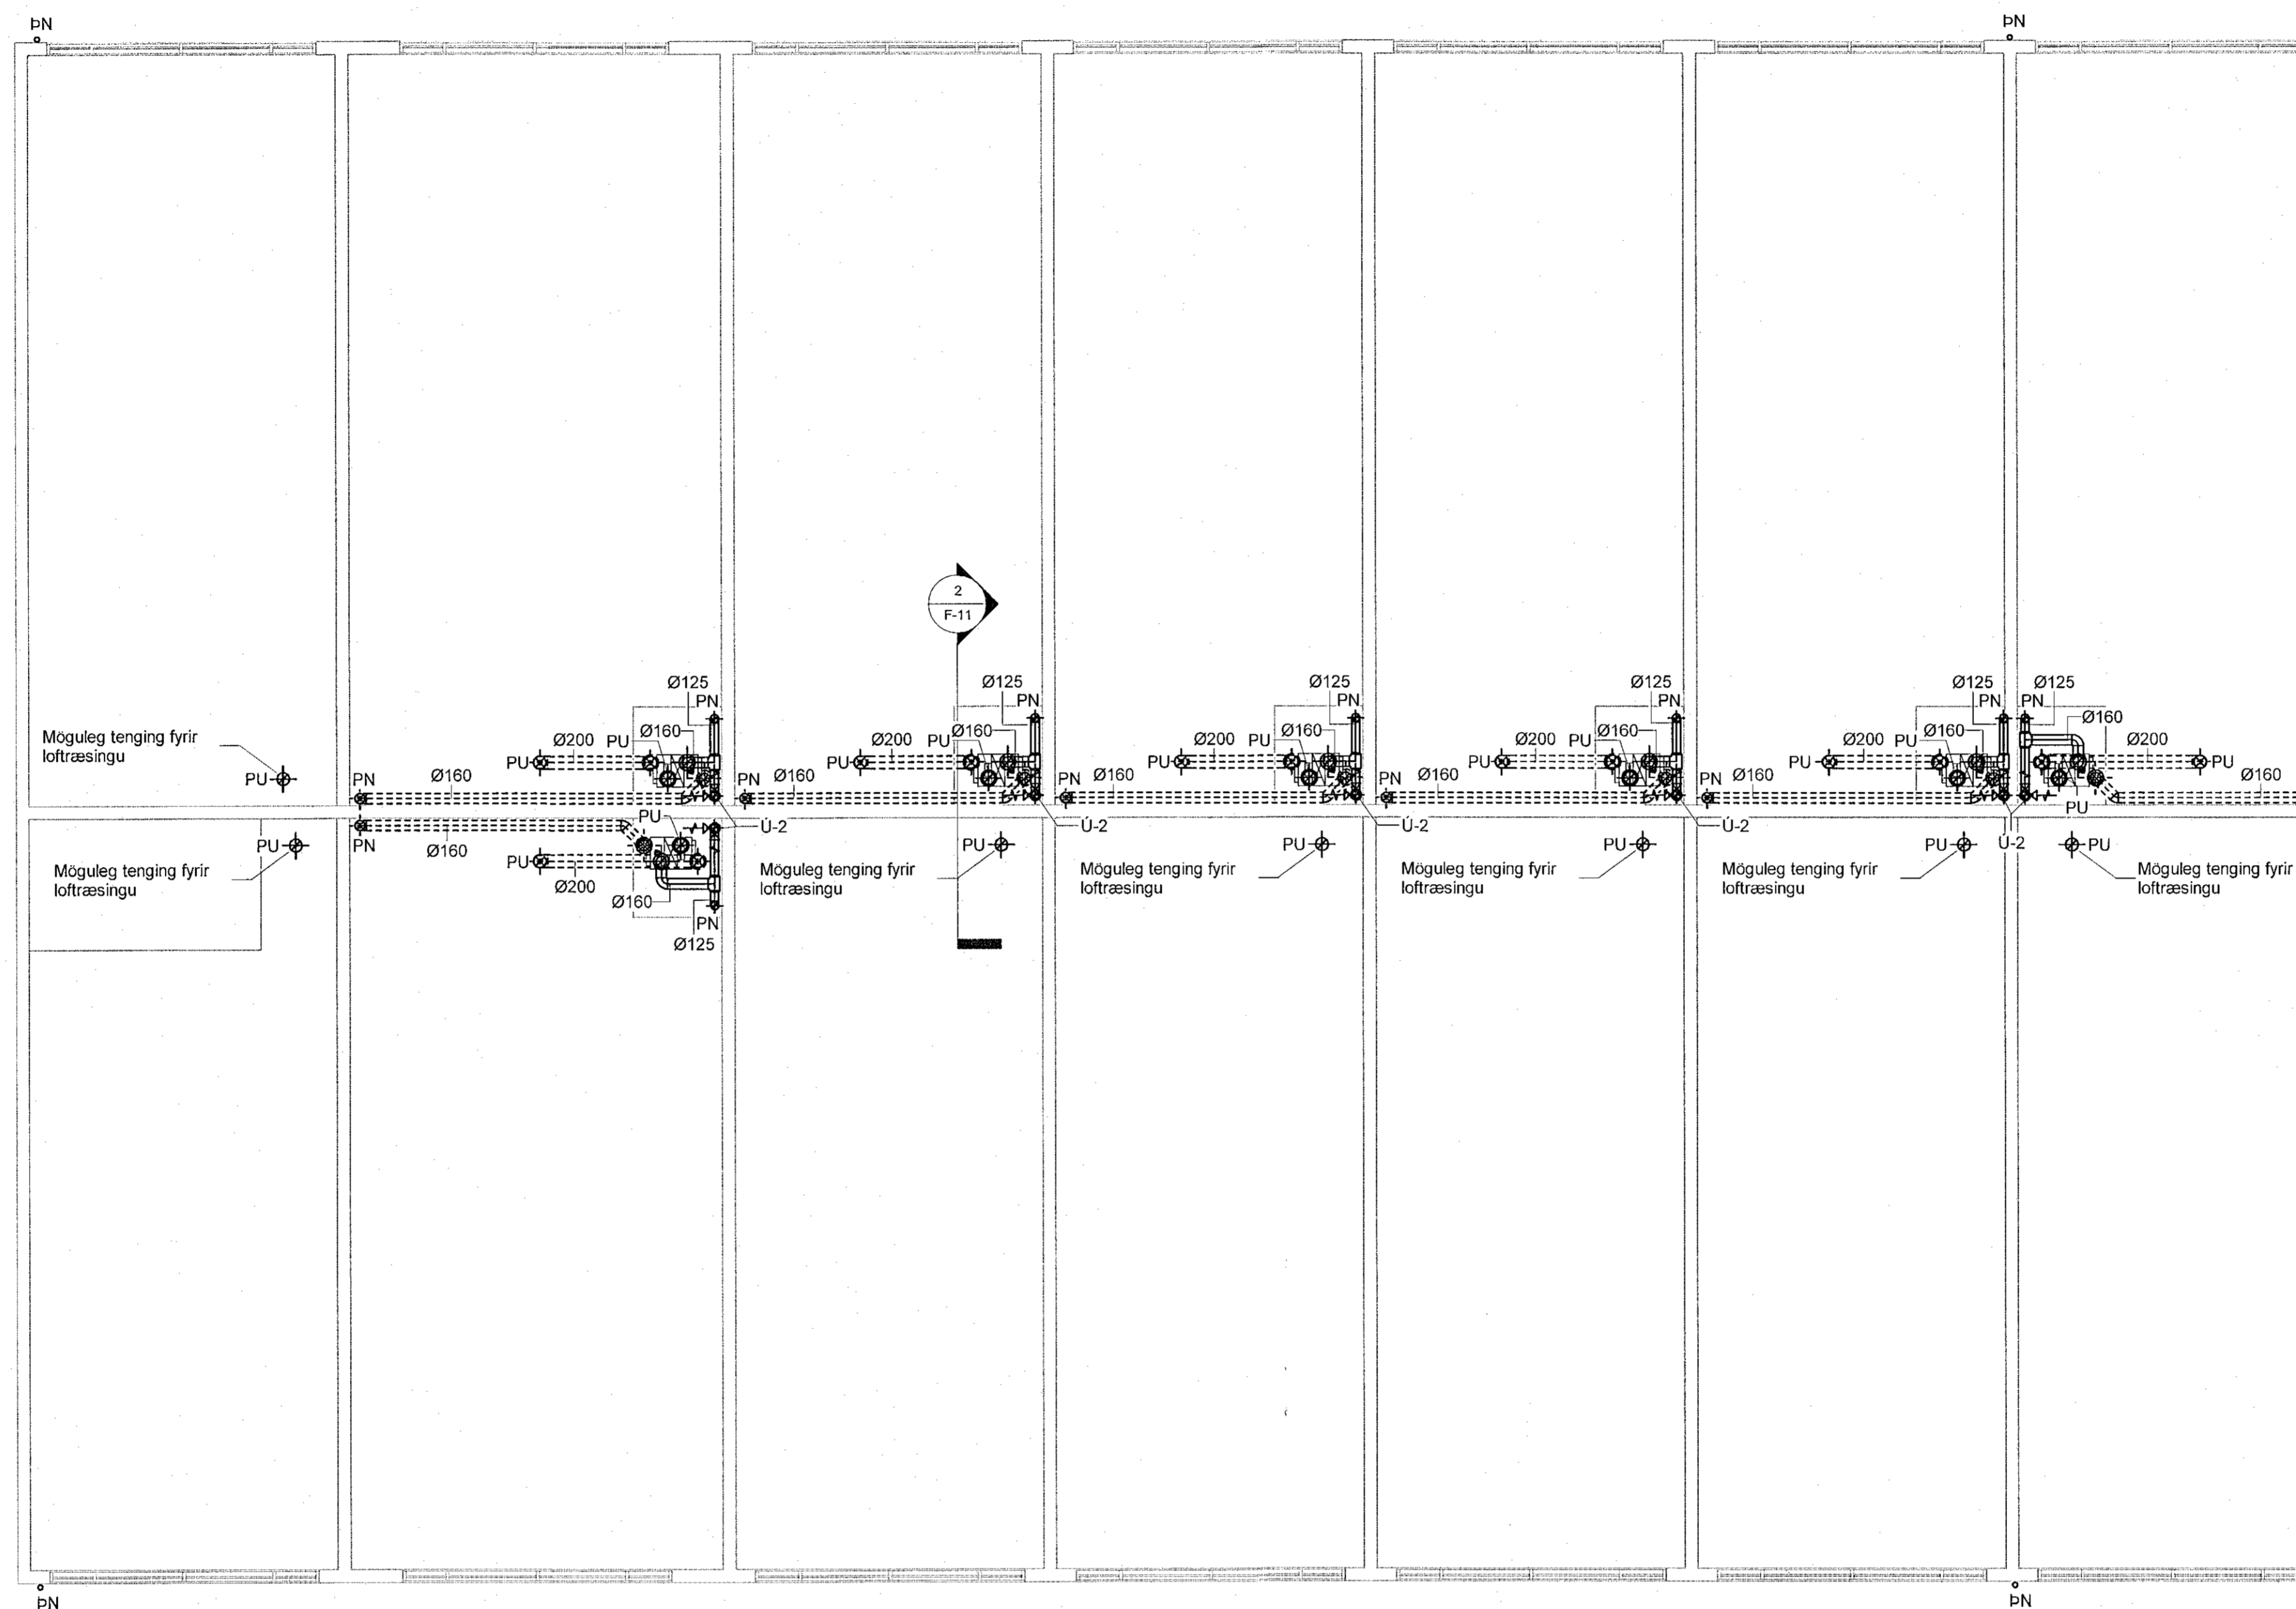 ÞN
ÞN
2
F-11
Ø125
PN
Ø160
PU
Ø200
PU
Ø125
PN
Ø160
PU
Ø200
PU
Ø125
PN
Ø160
PU
Ø200
PU
Ø125
PN
Ø160
PU
Ø200
PU
Ø125
PN
Ø160
PU
Ø200
PU
PN
Ø125
Ø160
Ø200
PU
PU
Ø160
Möguleg tenging fyrir
loftræsingu
PU
PN
Ø160
PN
Ø160
PN
Ø160
PN
Ø160
PN
Ø160
U-2
U-2
U-2
U-2
U-2
Möguleg tenging fyrir
loftræsingu
PU
PN
Ø160
PU
PU
Ø200
Ø160
PN
Ø125
Möguleg tenging fyrir
loftræsingu
PU
Möguleg tenging fyrir
loftræsingu
PU
Möguleg tenging fyrir
loftræsingu
PU
Möguleg tenging fyrir
loftræsingu
PU
PU
Möguleg tenging fyrir
loftræsingu
ÞN
ÞN